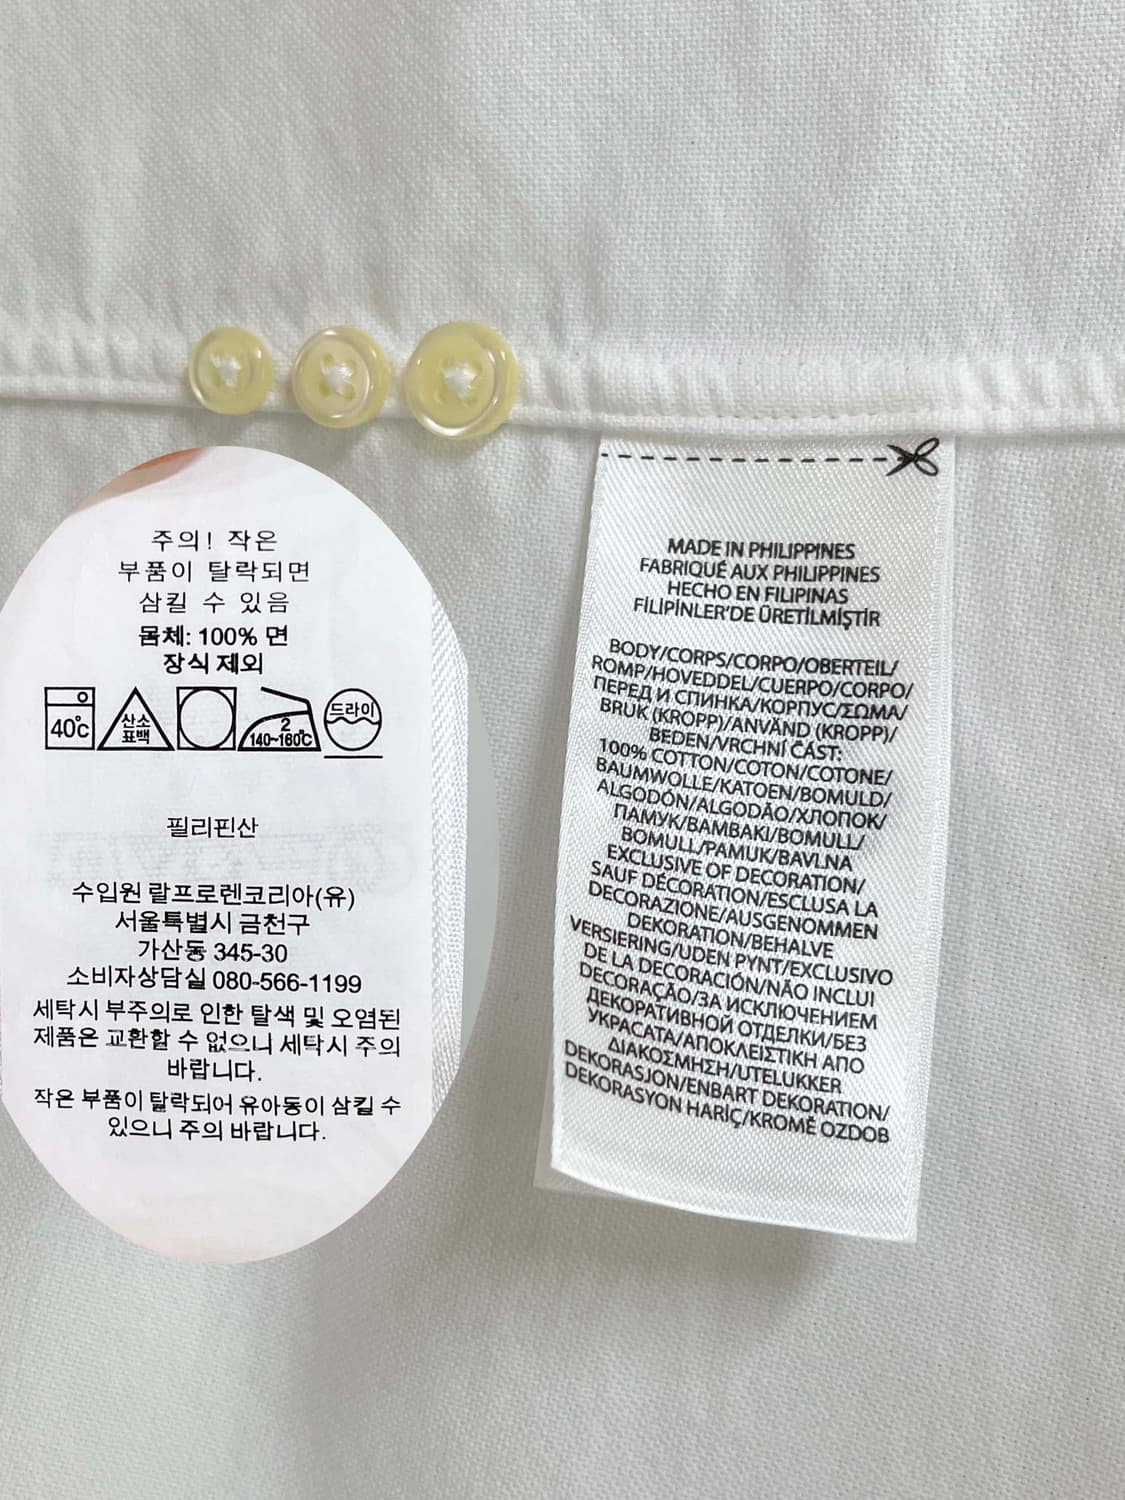 주의! 작은
부품이 탈락되면
삼킬 수 있음
몸체: 100% 면
장식 제외
40℃
산소
표백
2
140~160℃
드라이
필리핀산
수입원 랄프로렌코리아(유)
서울특별시 금천구
가산동 345-30
소비자상담실 080-566-1199
세탁시 부주의로 인한 탈색 및 오염된
제품은 교환할 수 없으니 세탁시 주의
바랍니다.
작은 부품이 탈락되어 유아동이 삼킬 수
있으니 주의 바랍니다.
MADE IN PHILIPPINES
FABRIQUÉ AUX PHILIPPINES
HECHO EN FILIPINAS
FİLİPİNLER'DE ÜRETİLMİŞTİR
BODY/CORPS/CORPO/OBERTEIL/
ROMP/HOVEDDEL/CUERPO/CORPO/
ПЕРЕД И СПИНКА/КОРПУС/ΣΩΜΑ/
BRUK (KROPP)/ANVÄND (KROPP)/
BEDEN/VRCHNÍ ČÁST:
100% COTTON/COTON/COTONE/
BAUMWOLLE/KATOEN/BOMULD/
ALGODÓN/ALGODÃO/ХЛОПОК/
ПАМУК/BAMBAKI/BOMULL/
BOMULL/PAMUK/BAVLNA
EXCLUSIVE OF DECORATION/
SAUF DÉCORATION/ESCLUSA LA
DECORAZIONE/AUSGENOMMEN
DEKORATION/BEHALVE
VERSIERING/UDEN PYNT/EXCLUSIVO
DE LA DECORACIÓN/NÃO INCLUI
DECORAÇÃO/ЗА ИСКЛЮЧЕНИЕМ
ДЕКОРАТИВНОЙ ОТДЕЛКИ/БЕЗ
УКРАСАТА/ΑΠΟΚΛΕΙΣΤΙΚΗ ΑΠΟ
ΔΙΑΚΟΣΜΗΣΗ/UTELUKKER
DEKORASJON/ENBART DEKORATION/
DEKORASYON HARİÇ/KROMĚ OZDOB